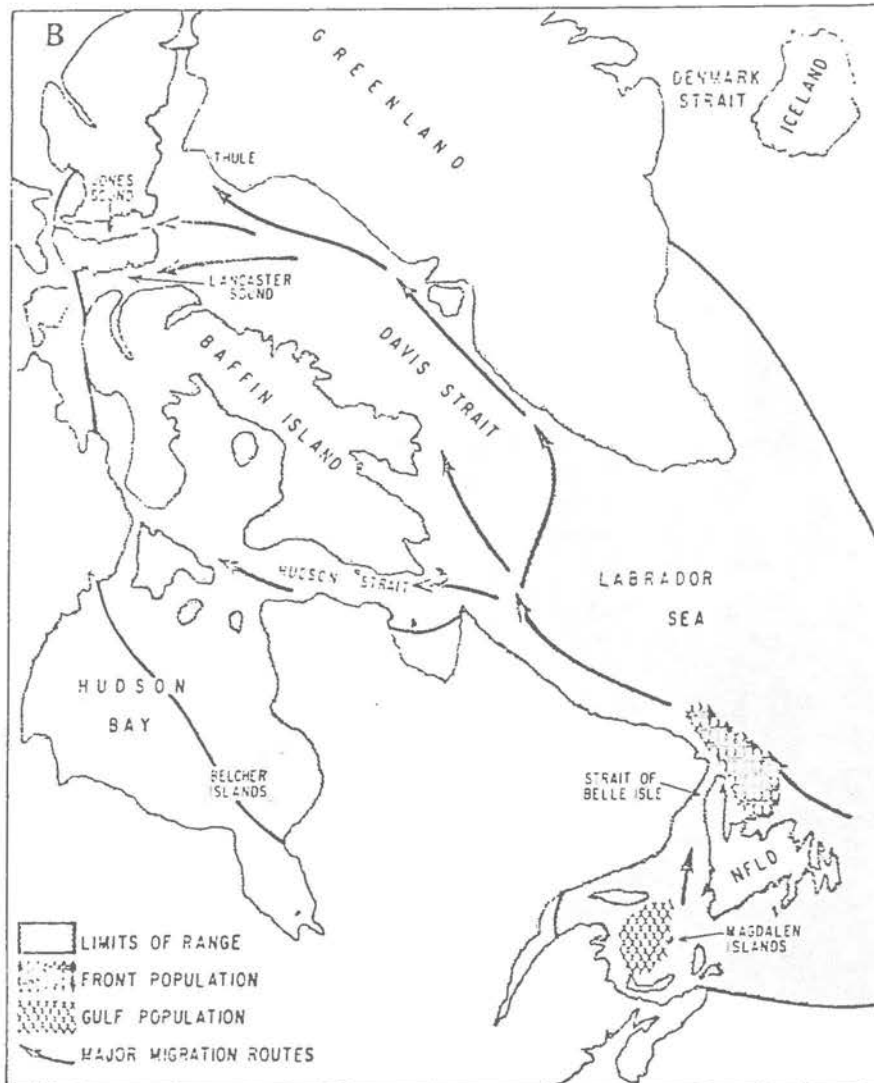 B
GREENLAND
DENMARK
STRAIT
ICELAND
THULE
JONES
SOUND
LANCASTER
SOUND
BAFFIN ISLAND
DAVIS STRAIT
HUDSON STRAIT
LABRADOR
SEA
HUDSON
BAY
BELCHER
ISLANDS
STRAIT OF
BELLE ISLE
NFLD
MAGDALEN
ISLANDS
LIMITS OF RANGE
FRONT POPULATION
GULF POPULATION
MAJOR MIGRATION ROUTES